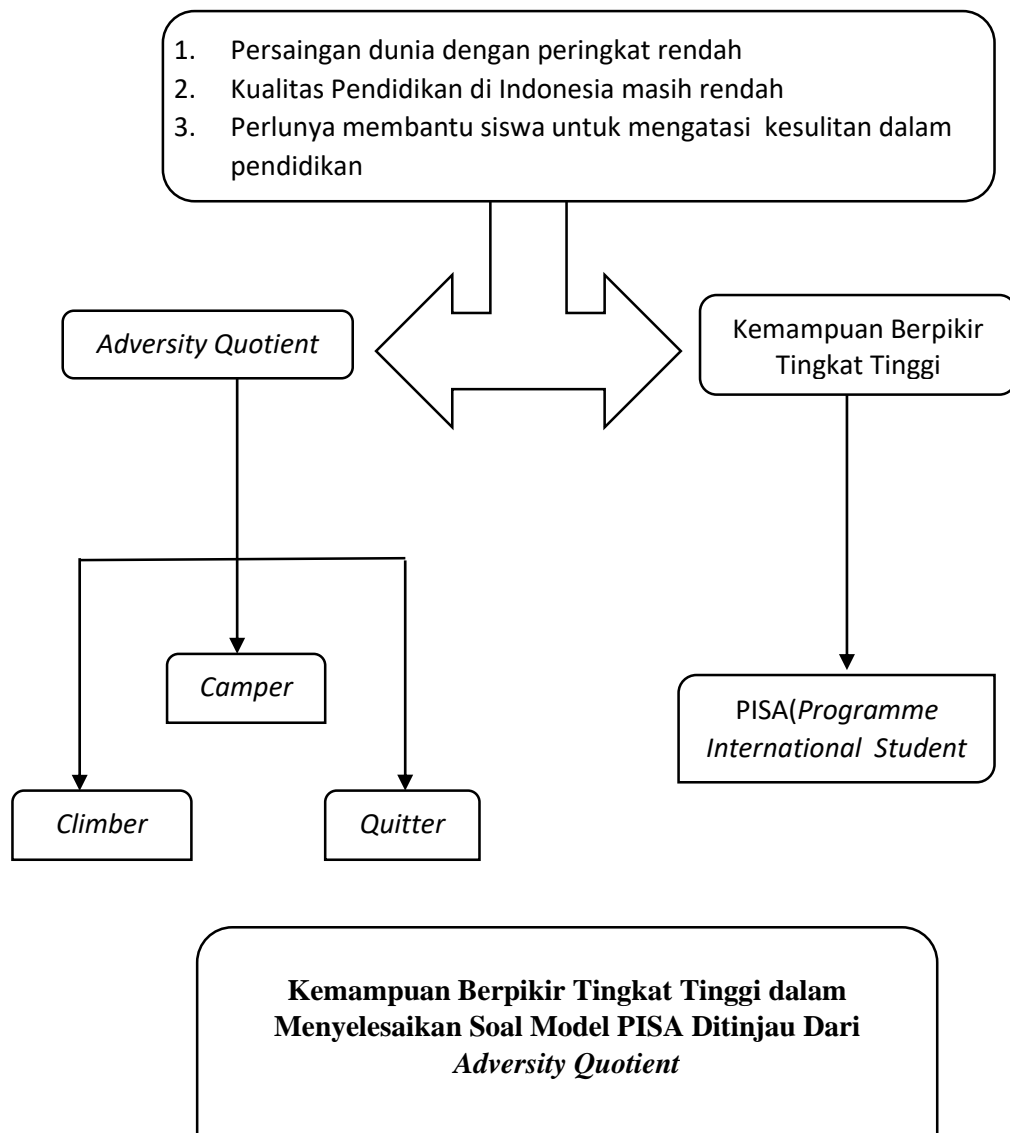 1. Persaingan dunia dengan peringkat rendah
2. Kualitas Pendidikan di Indonesia masih rendah
3. Perlunya membantu siswa untuk mengatasi kesulitan dalam
pendidikan
Adversity Quotient
Kemampuan Berpikir
Tingkat Tinggi
Camper
PISA(Programme
International Student
Climber
Quitter
Kemampuan Berpikir Tingkat Tinggi dalam
Menyelesaikan Soal Model PISA Ditinjau Dari
Adversity Quotient